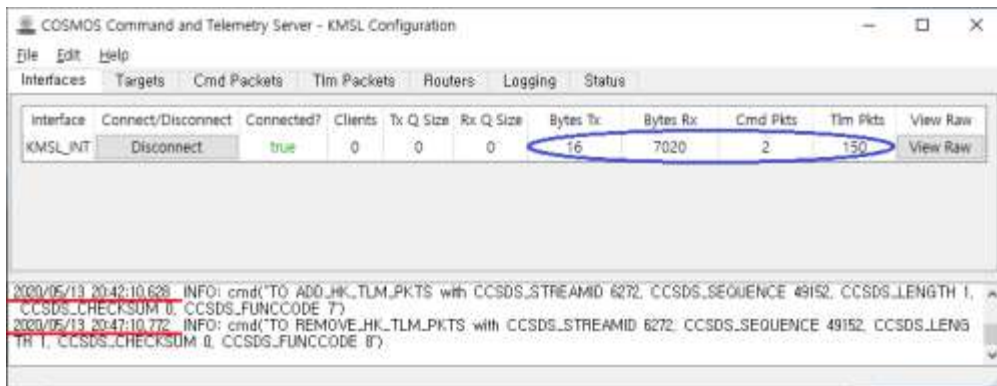 COSMOS Command and Telemetry Server - KMSL Configuration
File Edit Help
Interfaces Targets Cmd Packets Tlm Packets Routers Logging Status
Interface Connect/Disconnect Connected? Clients Tx Q Size Rx Q Size Bytes Tx Bytes Rx Cmd Pkts Tlm Pkts View Raw
KMSL_INT Disconnect true 0 0 0 16 7020 2 150 View Raw
2020/05/13 20:42:10.628 INFO: cmd("TO ADD_HK_TLM_PKTS with CCSDS_STREAMID 6272, CCSDS_SEQUENCE 49152, CCSDS_LENGTH 1,
CCSDS_CHECKSUM 0, CCSDS_FUNCCODE 7")
2020/05/13 20:47:10.772 INFO: cmd("TO REMOVE_HK_TLM_PKTS with CCSDS_STREAMID 6272, CCSDS_SEQUENCE 49152, CCSDS_LENG
TH 1, CCSDS_CHECKSUM 0, CCSDS_FUNCCODE 8")